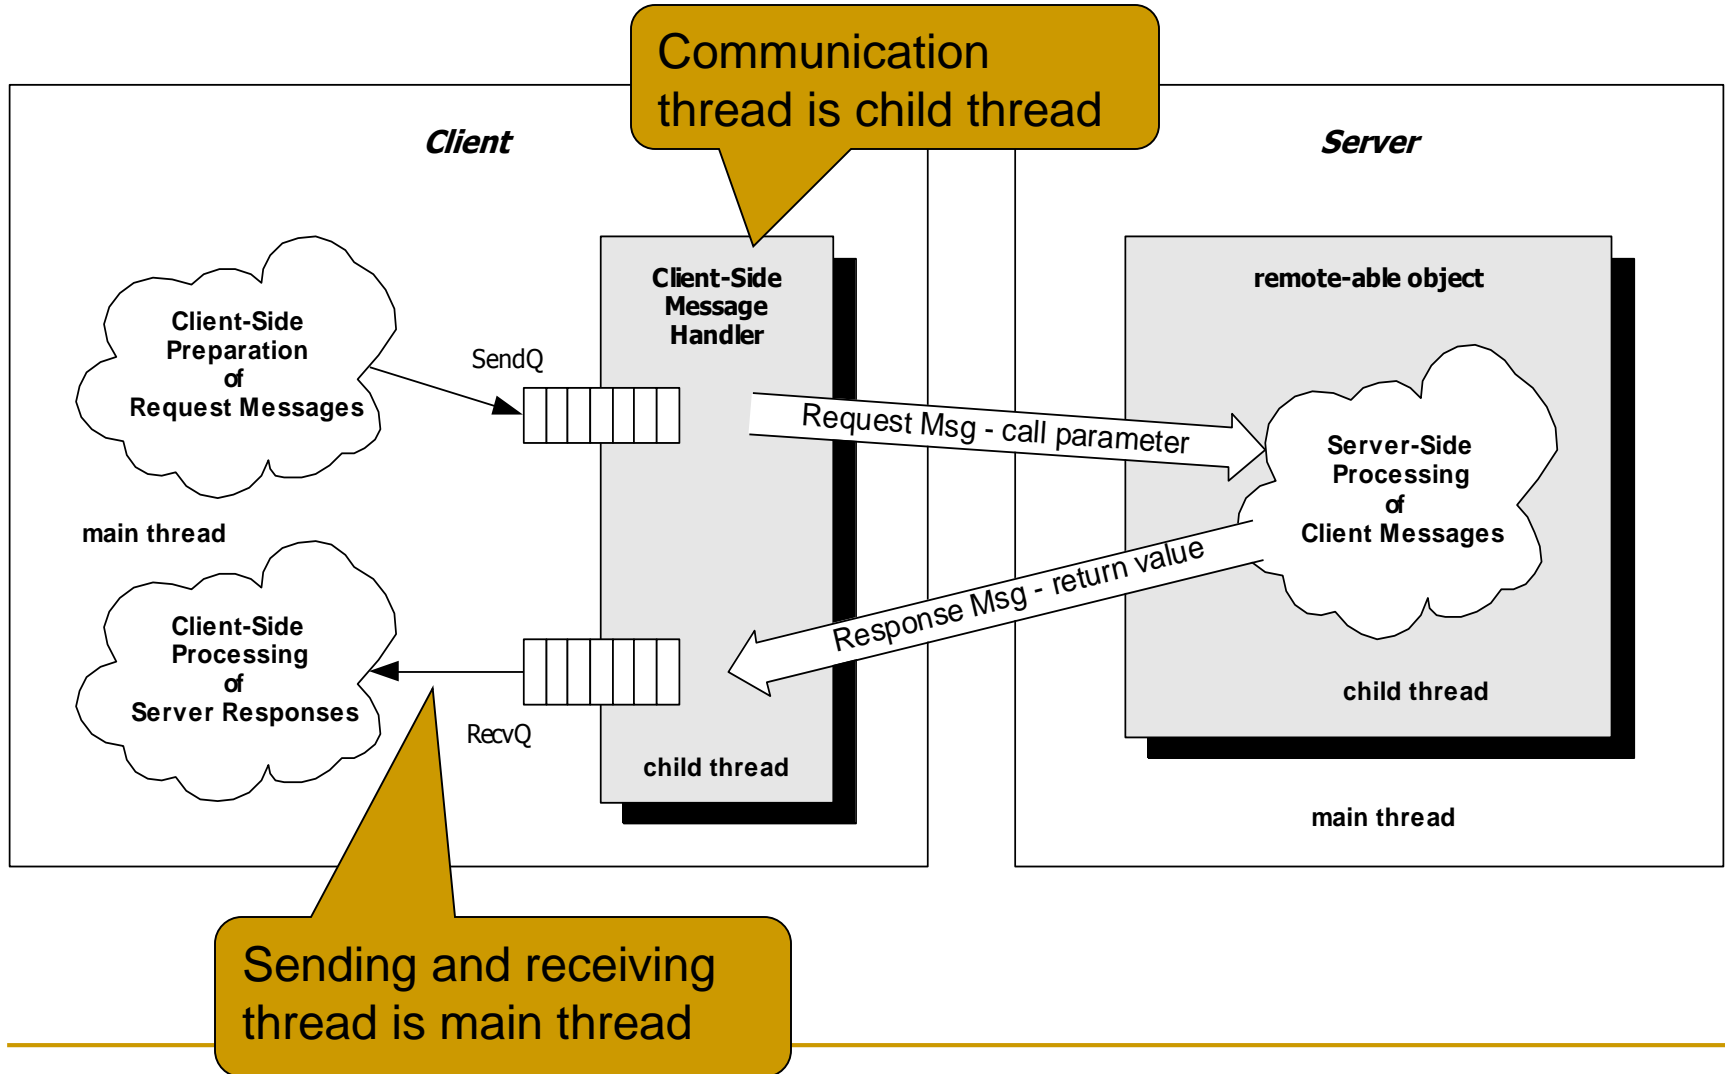 Communication
thread is child thread
Client
Server
Client-Side
Message
Handler
remote-able object
Client-Side
Preparation
of
Request Messages
SendQ
Request Msg - call parameter
Server-Side
Processing
of
Client Messages
main thread
Response Msg - return value
Client-Side
Processing
of
Server Responses
RecvQ
child thread
child thread
main thread
Sending and receiving
thread is main thread